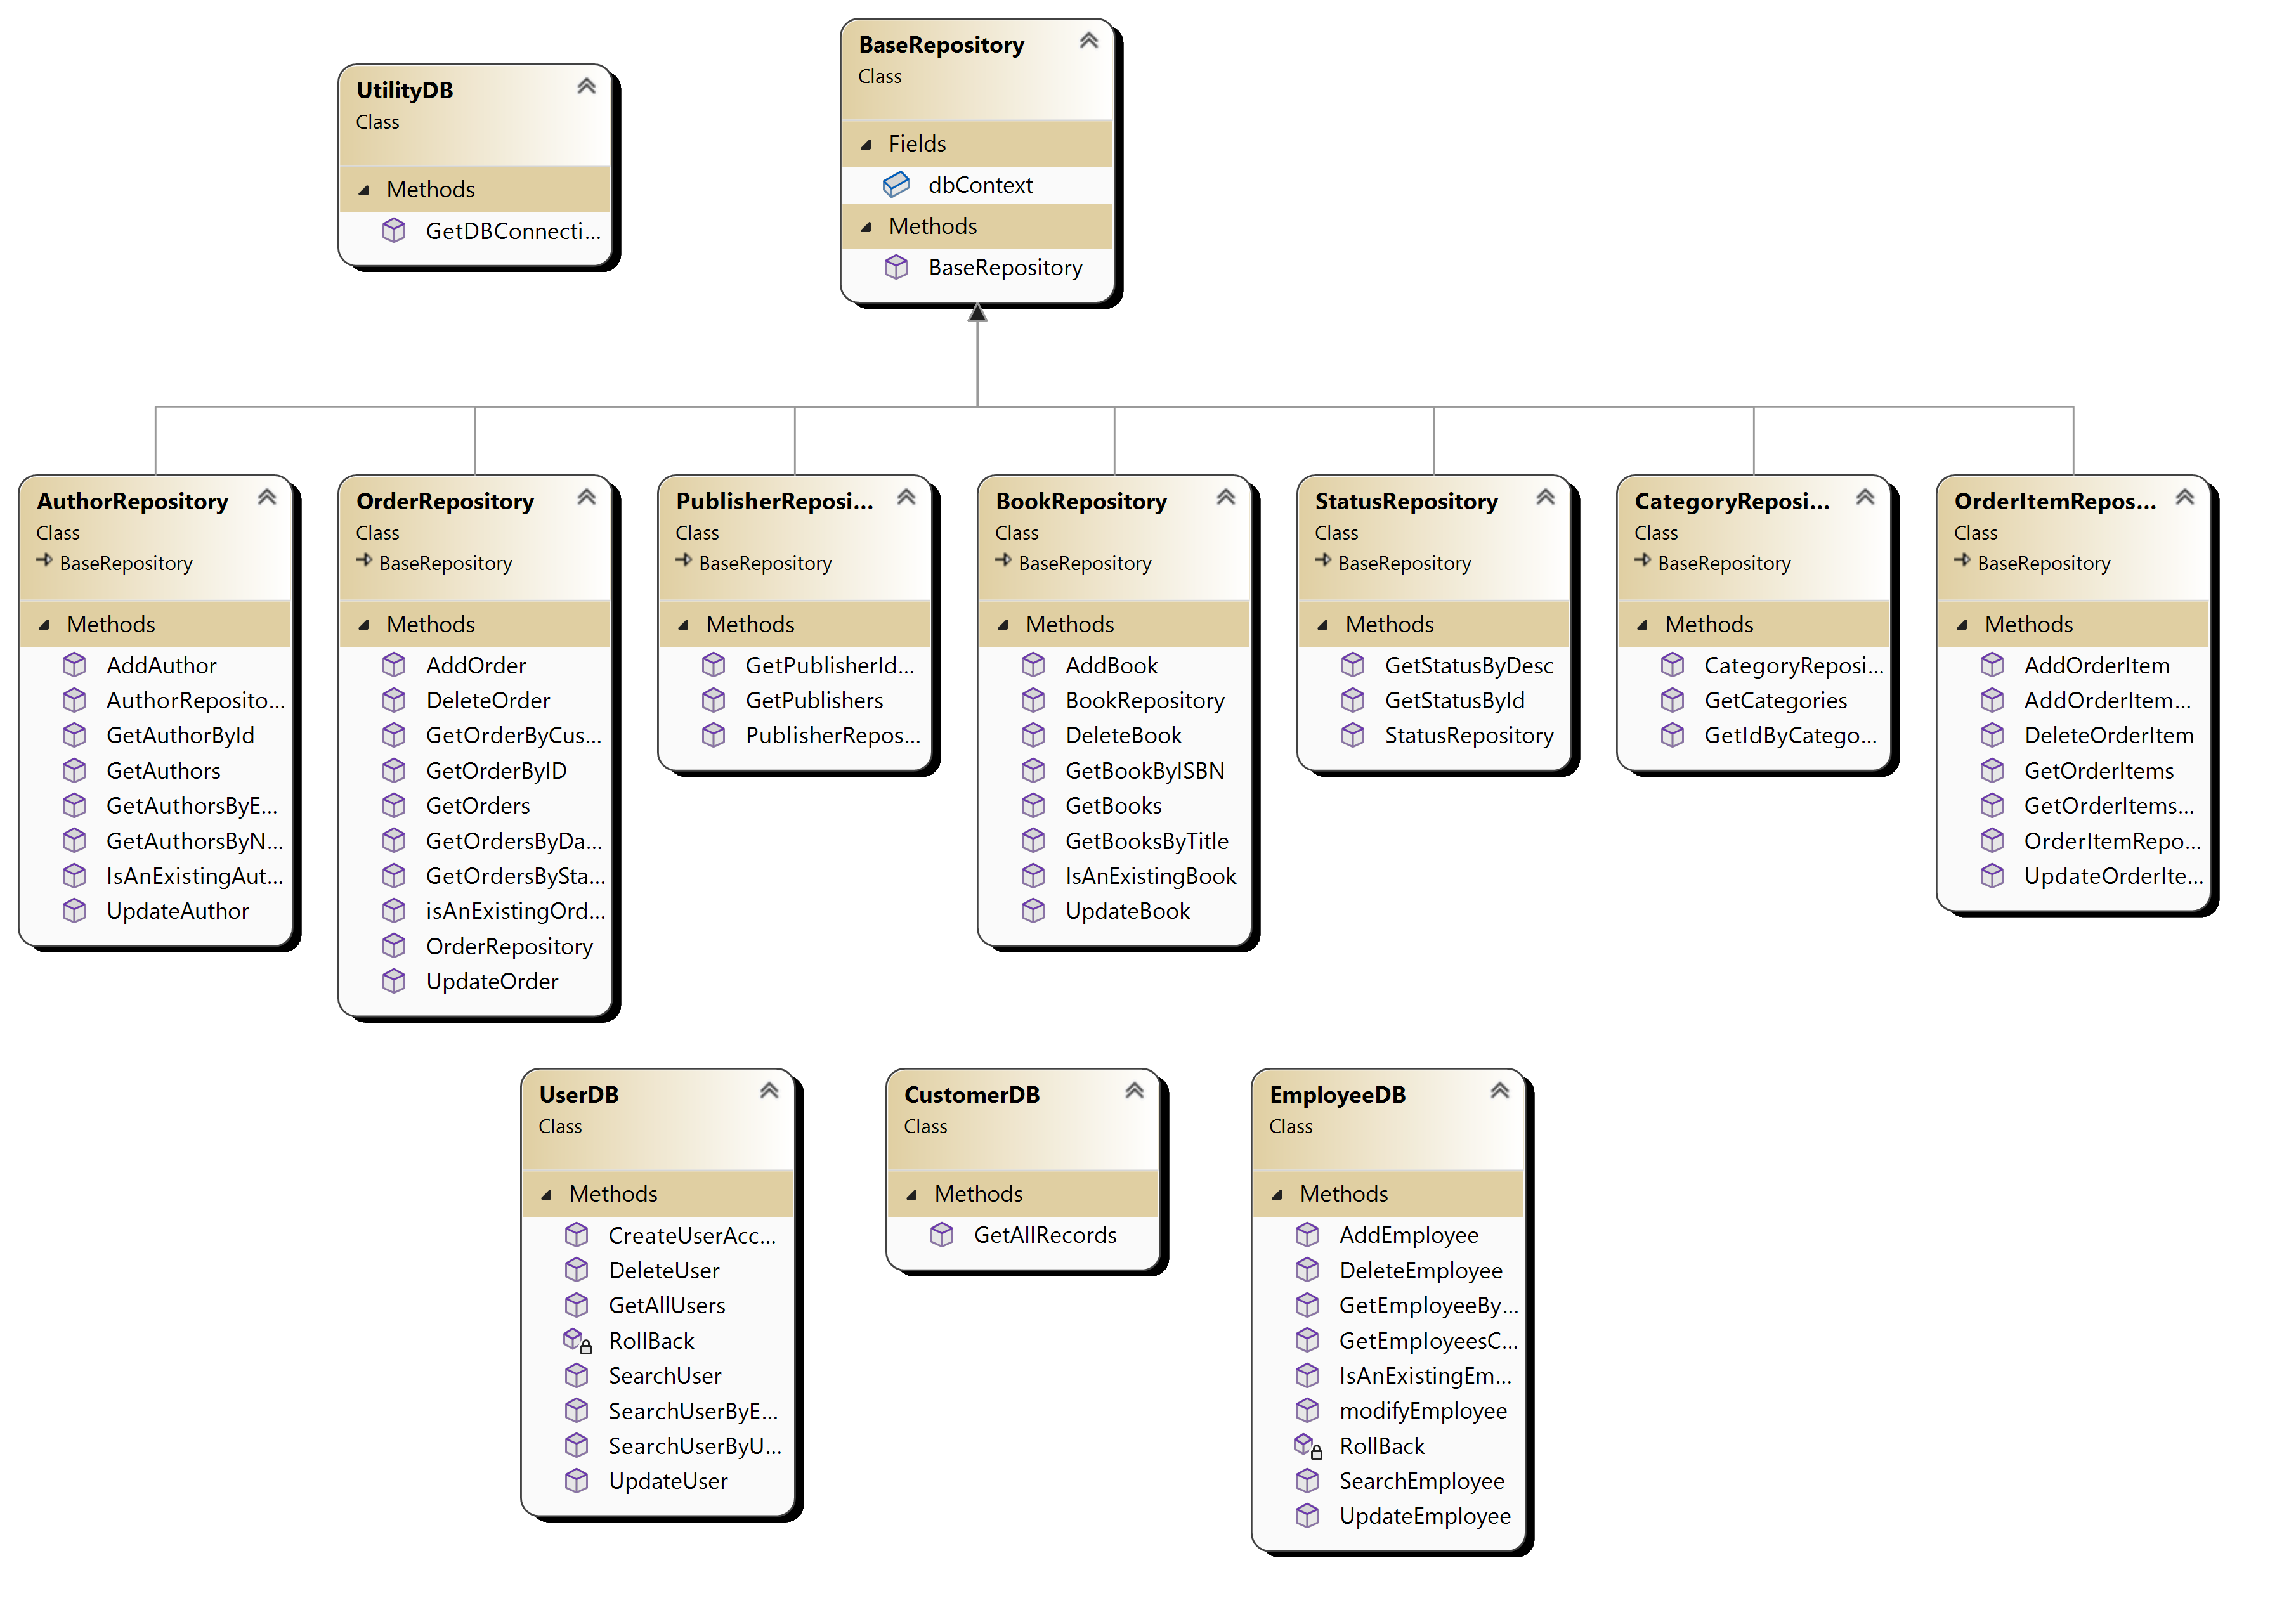 UtilityDB
Class
Methods
GetDBConnecti...
BaseRepository
Class
Fields
dbContext
Methods
BaseRepository
AuthorRepository
Class
BaseRepository
Methods
AddAuthor
AuthorReposito...
GetAuthorById
GetAuthors
GetAuthorsByE...
GetAuthorsByN...
IsAnExistingAut...
UpdateAuthor
OrderRepository
Class
BaseRepository
Methods
AddOrder
DeleteOrder
GetOrderByCus...
GetOrderByID
GetOrders
GetOrdersByDa...
GetOrdersBySta...
isAnExistingOrd...
OrderRepository
UpdateOrder
PublisherReposi...
Class
BaseRepository
Methods
GetPublisherId...
GetPublishers
PublisherRepos...
BookRepository
Class
BaseRepository
Methods
AddBook
BookRepository
DeleteBook
GetBookByISBN
GetBooks
GetBooksByTitle
IsAnExistingBook
UpdateBook
StatusRepository
Class
BaseRepository
Methods
GetStatusByDesc
GetStatusById
StatusRepository
CategoryReposi...
Class
BaseRepository
Methods
CategoryReposi...
GetCategories
GetIdByCatego...
OrderItemRepos...
Class
BaseRepository
Methods
AddOrderItem
AddOrderItem...
DeleteOrderItem
GetOrderItems
GetOrderItems...
OrderItemRepo...
UpdateOrderIte...
UserDB
Class
Methods
CreateUserAcc...
DeleteUser
GetAllUsers
RollBack
SearchUser
SearchUserByE...
SearchUserByU...
UpdateUser
CustomerDB
Class
Methods
GetAllRecords
EmployeeDB
Class
Methods
AddEmployee
DeleteEmployee
GetEmployeeBy...
GetEmployeesC...
IsAnExistingEm...
modifyEmployee
RollBack
SearchEmployee
UpdateEmployee